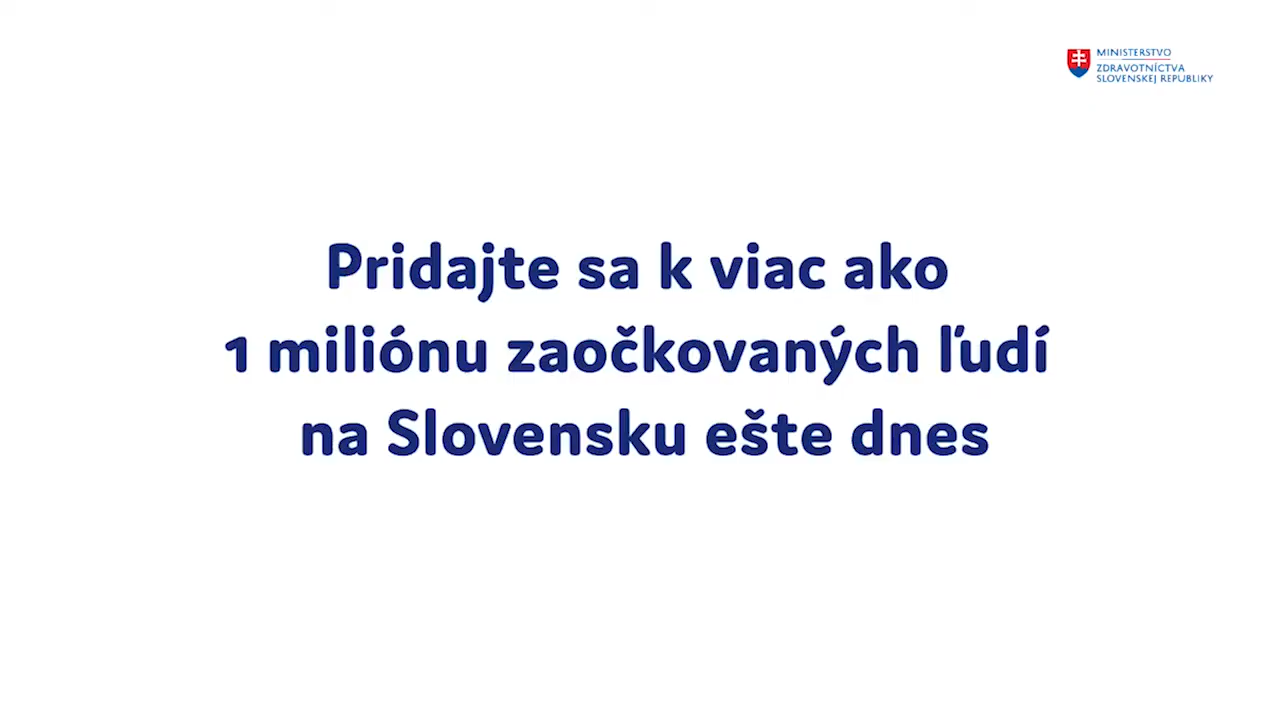 MINISTERSTVO
ZDRAVOTNÍCTVA
SLOVENSKEJ REPUBLIKY
Pridajte sa k viac ako
1 miliónu zaočkovaných ľudí
na Slovensku ešte dnes